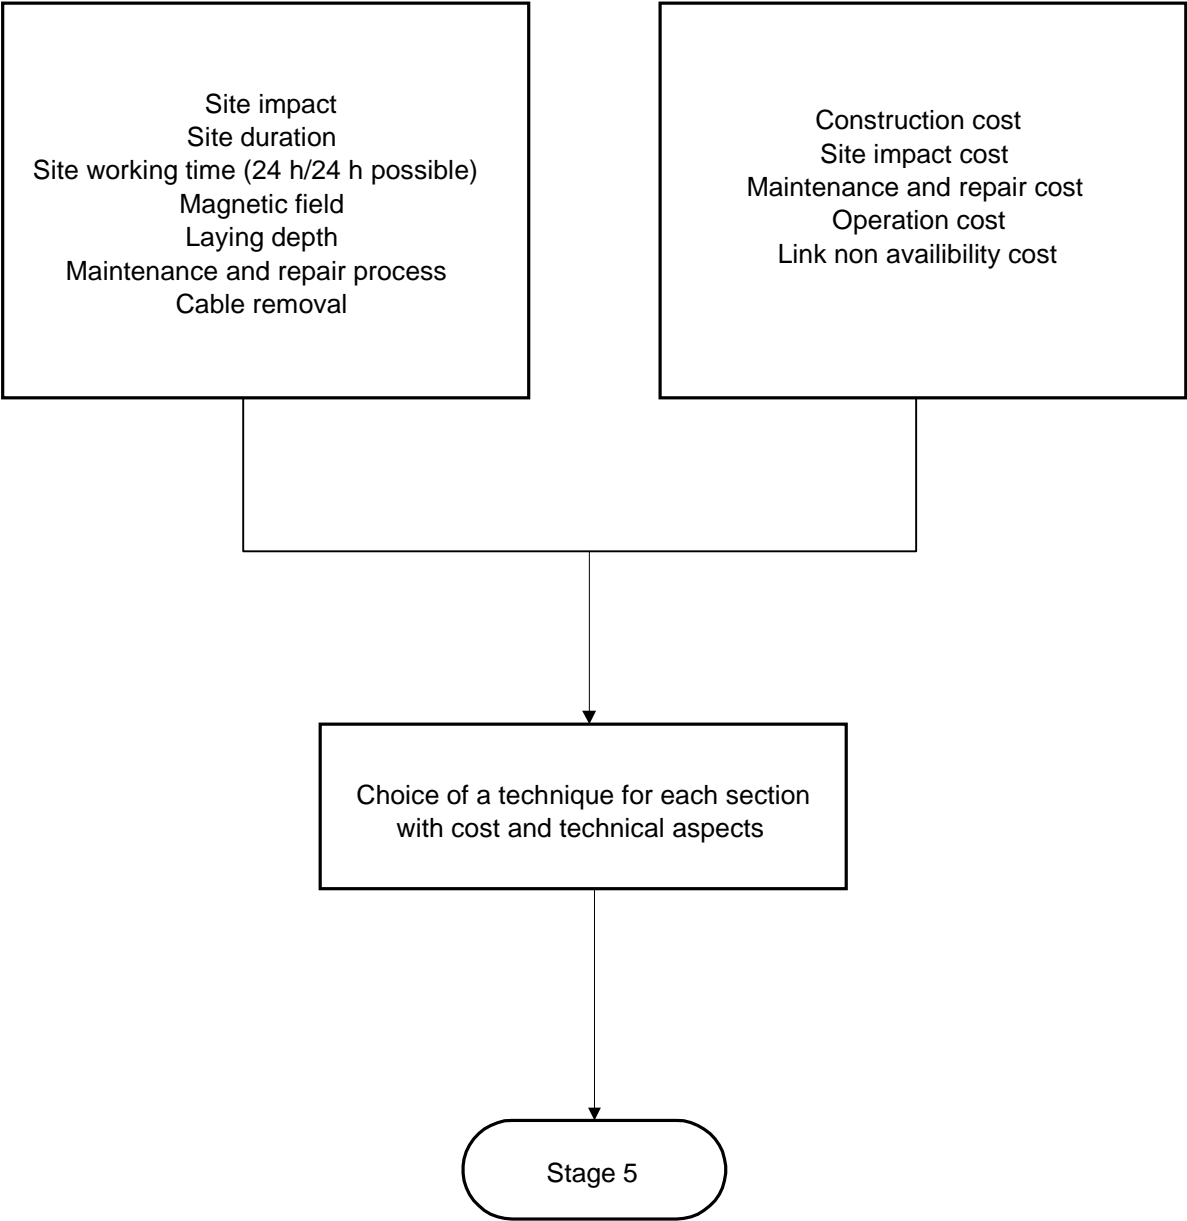 Site impact
Site duration
Site working time (24 h/24 h possible)
Magnetic field
Laying depth
Maintenance and repair process
Cable removal
Construction cost
Site impact cost
Maintenance and repair cost
Operation cost
Link non availibility cost
Choice of a technique for each section
with cost and technical aspects
Stage 5